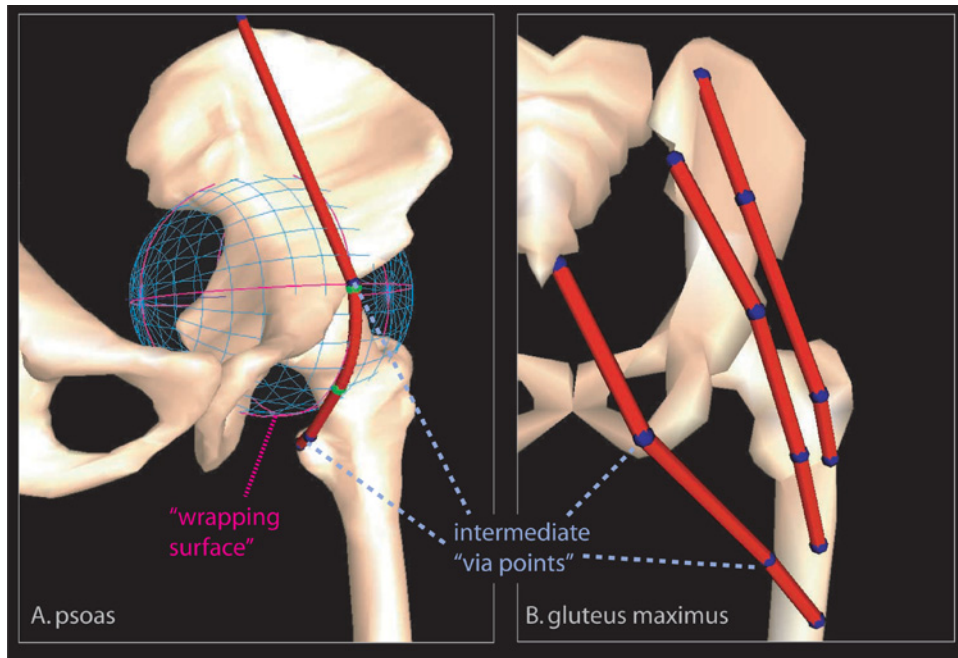 "wrapping
surface"
intermediate
"via points"
A. psoas
B. gluteus maximus